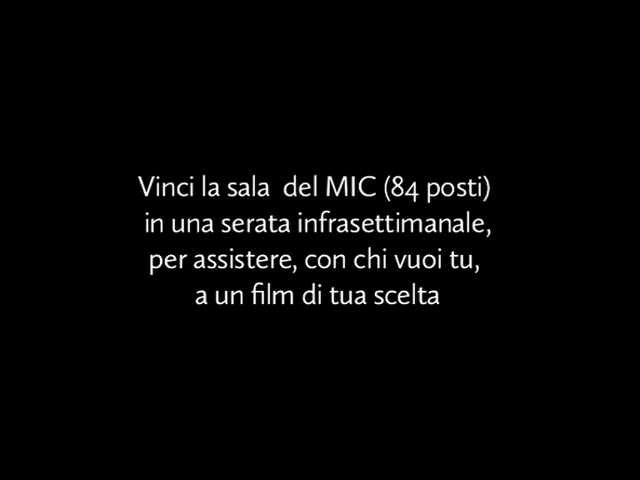 Vinci la sala  del MIC (84 posti)
in una serata infrasettimanale,
per assistere, con chi vuoi tu,
a un film di tua scelta